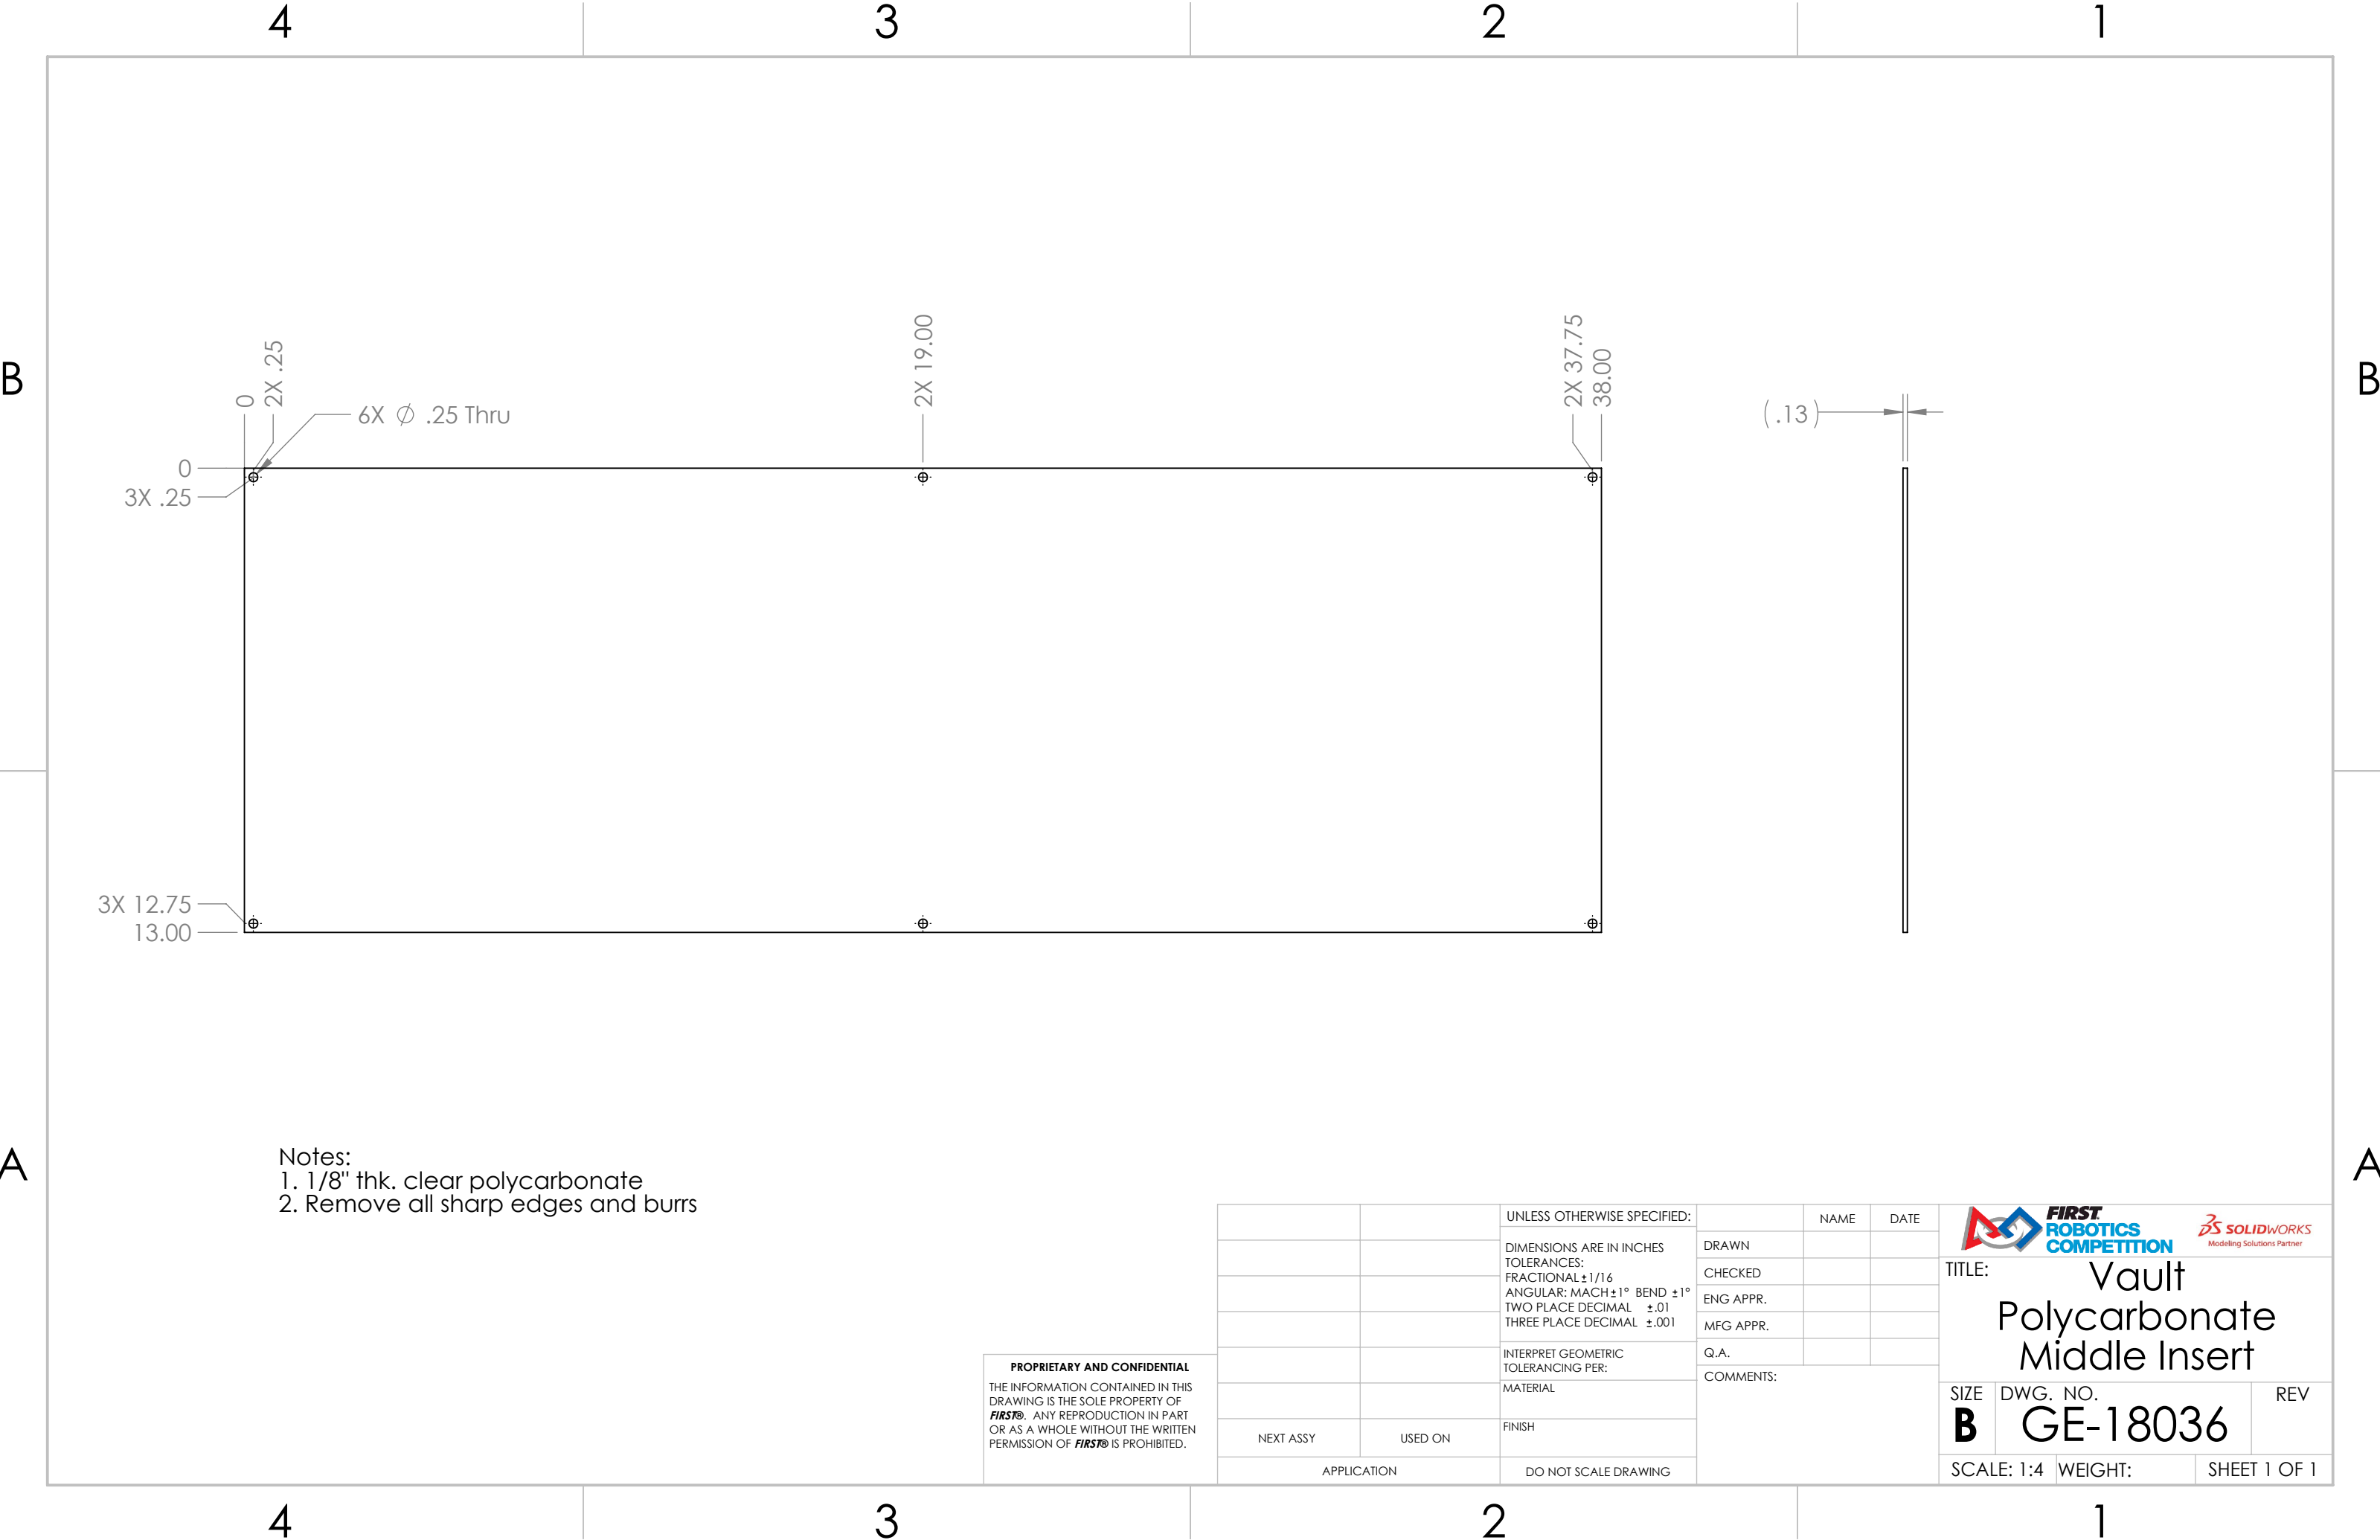 4 3 2 1
B B
0
2X .25
2X 19.00
2X 37.75
38.00
6X Ø .25 Thru
( .13 )
0
3X .25
3X 12.75
13.00
A A
Notes:
1. 1/8" thk. clear polycarbonate
2. Remove all sharp edges and burrs
PROPRIETARY AND CONFIDENTIAL
THE INFORMATION CONTAINED IN THIS
DRAWING IS THE SOLE PROPERTY OF
FIRST®. ANY REPRODUCTION IN PART
OR AS A WHOLE WITHOUT THE WRITTEN
PERMISSION OF FIRST® IS PROHIBITED.
NEXT ASSY USED ON
APPLICATION
UNLESS OTHERWISE SPECIFIED:
DIMENSIONS ARE IN INCHES
TOLERANCES:
FRACTIONAL ±1/16
ANGULAR: MACH ±1° BEND ±1°
TWO PLACE DECIMAL ±.01
THREE PLACE DECIMAL ±.001
INTERPRET GEOMETRIC
TOLERANCING PER:
MATERIAL
FINISH
DO NOT SCALE DRAWING
NAME DATE
DRAWN
CHECKED
ENG APPR.
MFG APPR.
Q.A.
COMMENTS:
FIRST
ROBOTICS
COMPETITION
SOLIDWORKS
Modeling Solutions Partner
TITLE:
Vault
Polycarbonate
Middle Insert
SIZE DWG. NO. REV
B GE-18036
SCALE: 1:4 WEIGHT: SHEET 1 OF 1
4 3 2 1